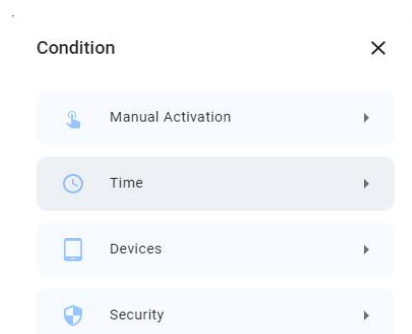 Condition
Manual Activation
Time
Devices
Security